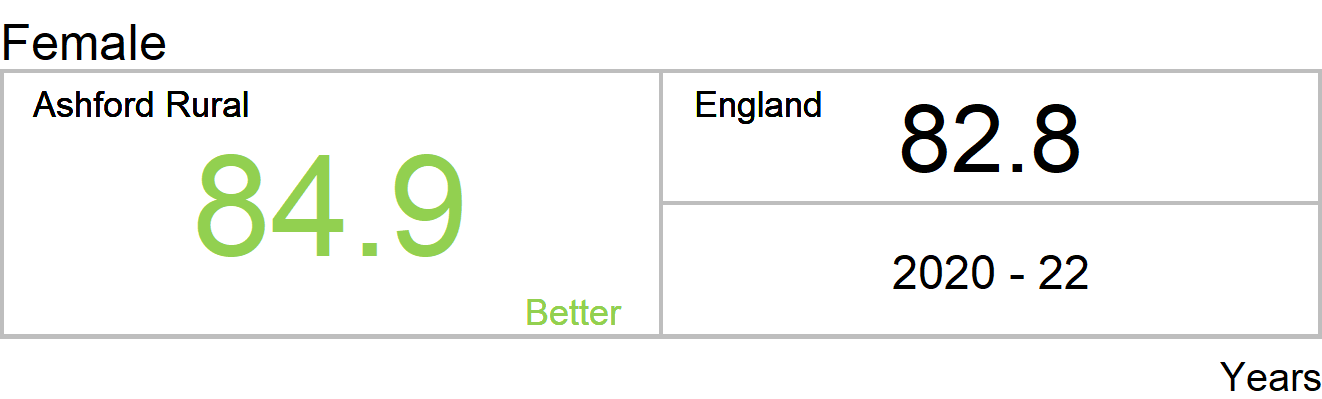 Female
Ashford Rural
84.9
Better
England
82.8
2020 - 22
Years